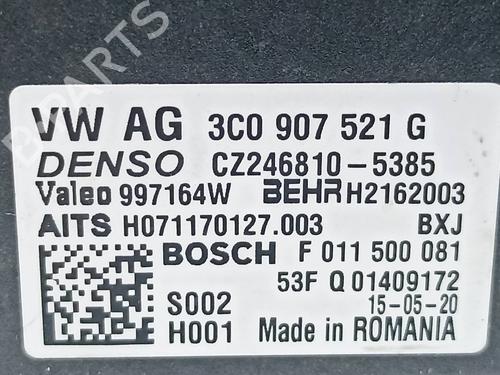 VW AG 3C0 907 521 G
DENSO CZ246810-5385
Valeo 997164W BEHR H2162003
AITS H071170127.003 BXJ
BOSCH F 011 500 081
53F Q 01409172
S002 15-05-20
H001 Made in ROMANIA
B PARTS